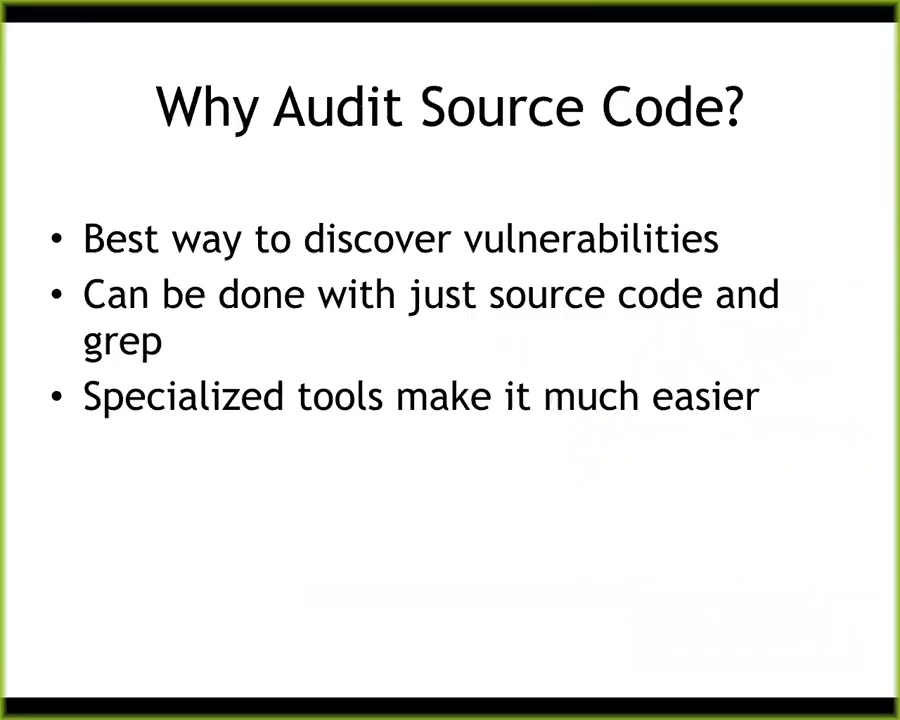 Why Audit Source Code?
• Best way to discover vulnerabilities
• Can be done with just source code and
grep
• Specialized tools make it much easier